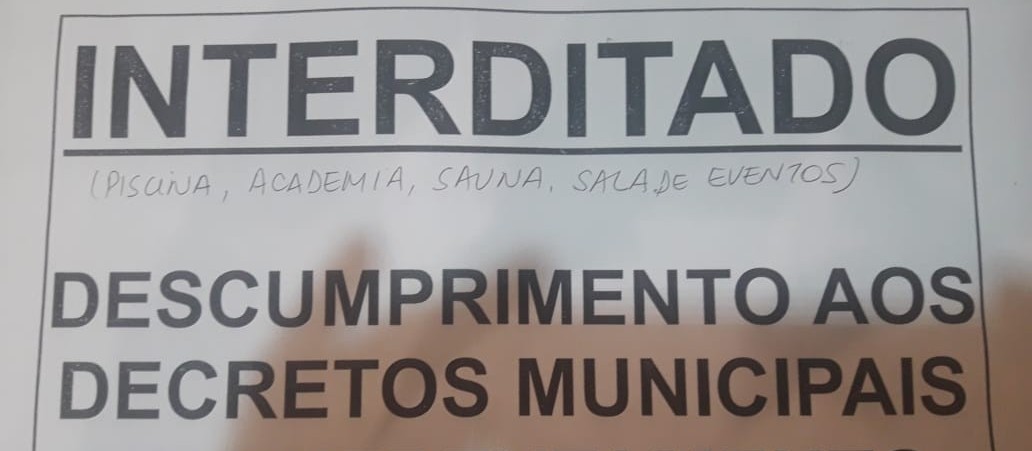 INTERDITADO
(PISCINA, ACADEMIA, SAUNA, SALA DE EVENTOS)
DESCUMPRIMENTO AOS
DECRETOS MUNICIPAIS